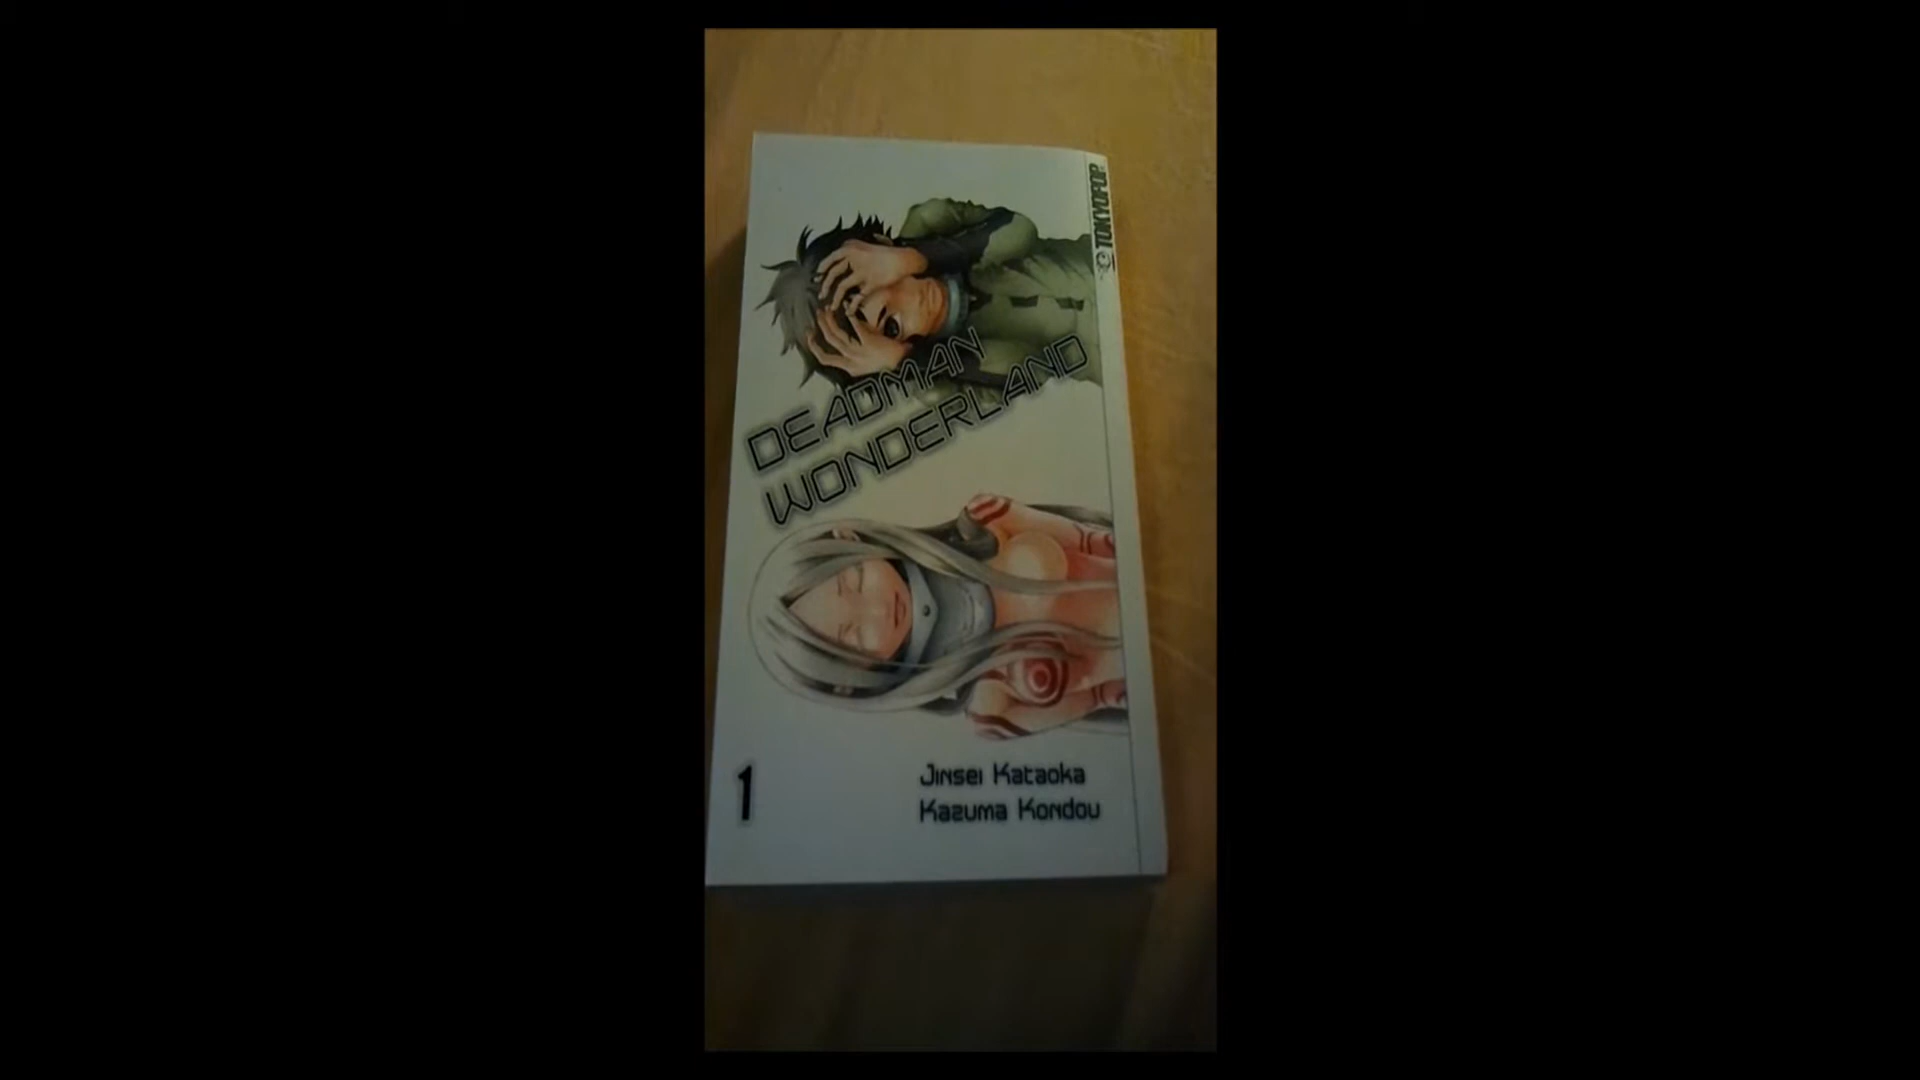 TOKYOPOP
DEADMAN
WONDERLAND
1
Jinsei Kataoka
Kazuma Kondou